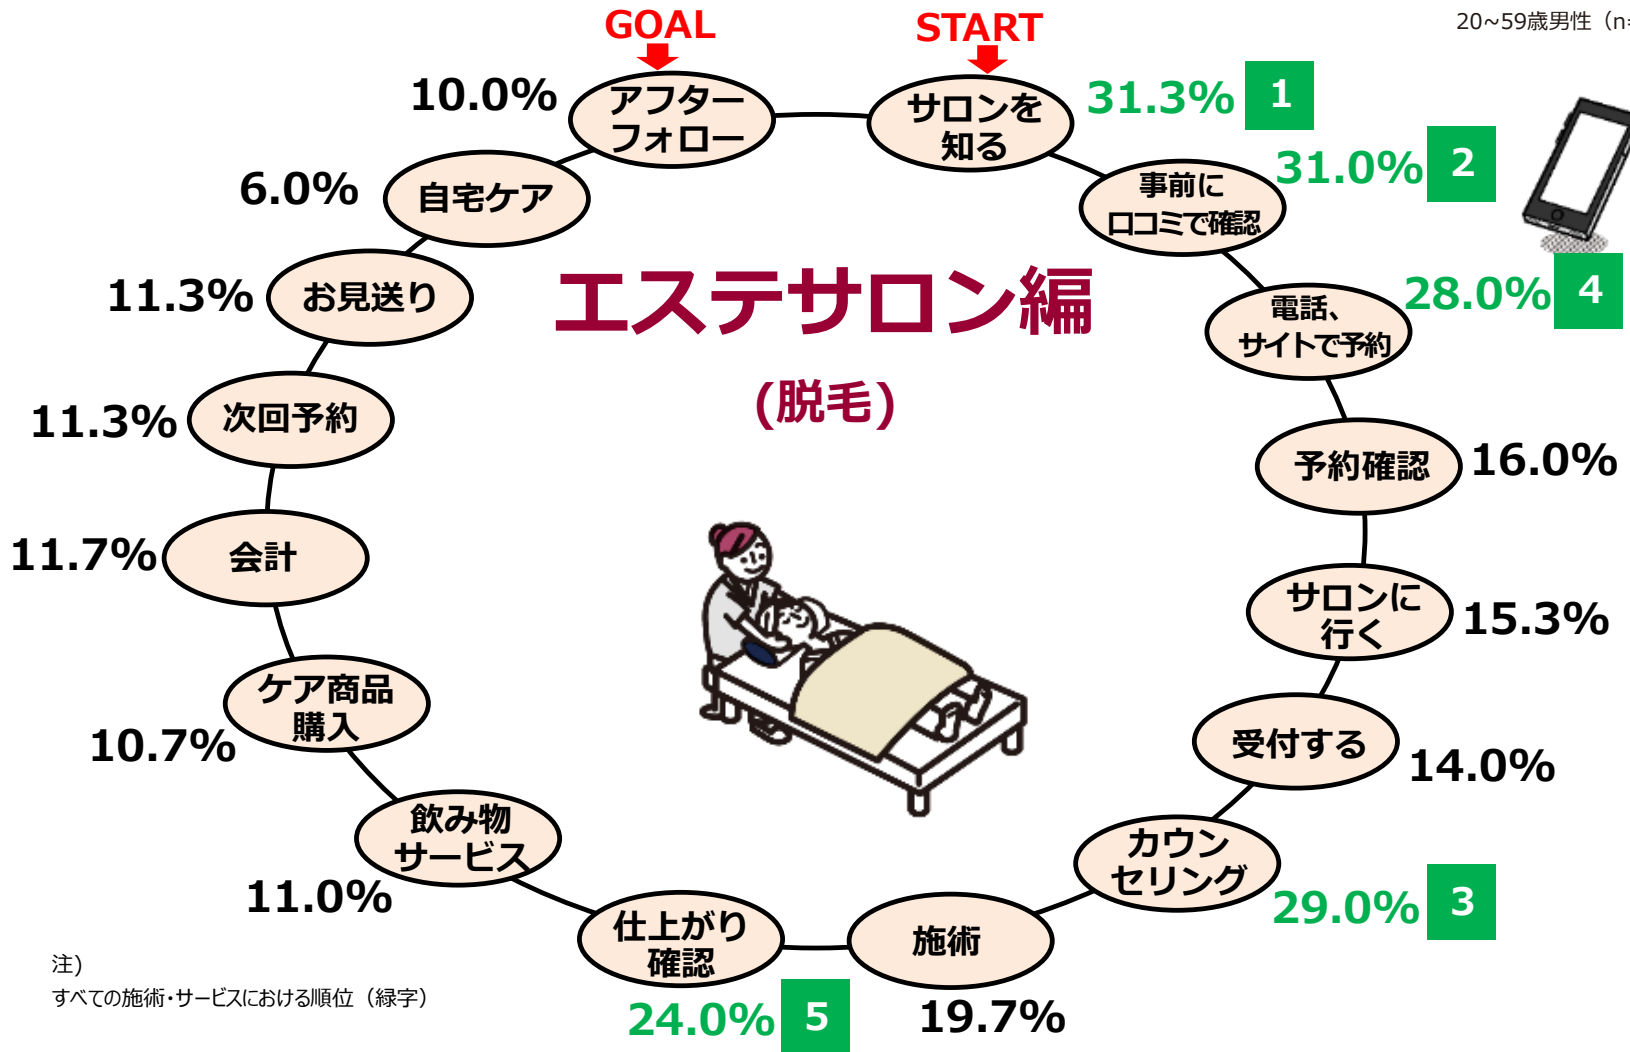 GOAL
START
20~59歳男性（n=
アフター
フォロー
10.0%
サロンを
知る
31.3%
1
事前に
口コミで確認
31.0%
2
電話、
サイトで予約
28.0%
4
予約確認
16.0%
サロンに
行く
15.3%
受付する
14.0%
カウン
セリング
29.0%
3
施術
19.7%
仕上がり
確認
24.0%
5
飲み物
サービス
11.0%
ケア商品
購入
10.7%
会計
11.7%
次回予約
11.3%
お見送り
11.3%
自宅ケア
6.0%
エステサロン編
(脱毛)
注)
すべての施術・サービスにおける順位（緑字）